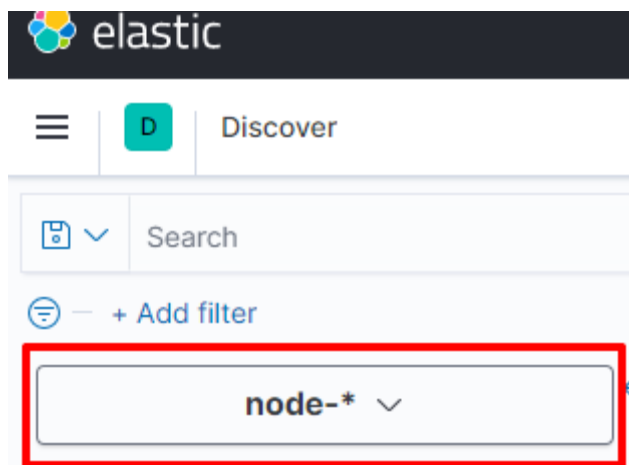 elastic
D Discover
Search
+ Add filter
node-*